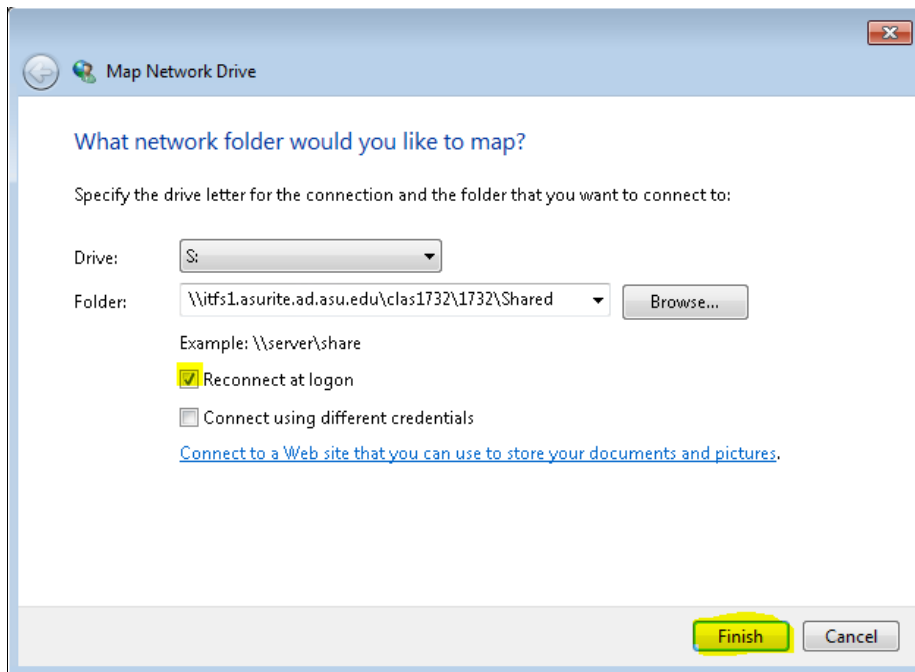 Map Network Drive
What network folder would you like to map?
Specify the drive letter for the connection and the folder that you want to connect to:
Drive: S:
Folder: \\itfs1.asurite.ad.asu.edu\clas1732\1732\Shared Browse...
Example: \\server\share
Reconnect at logon
Connect using different credentials
Connect to a Web site that you can use to store your documents and pictures.
Finish Cancel